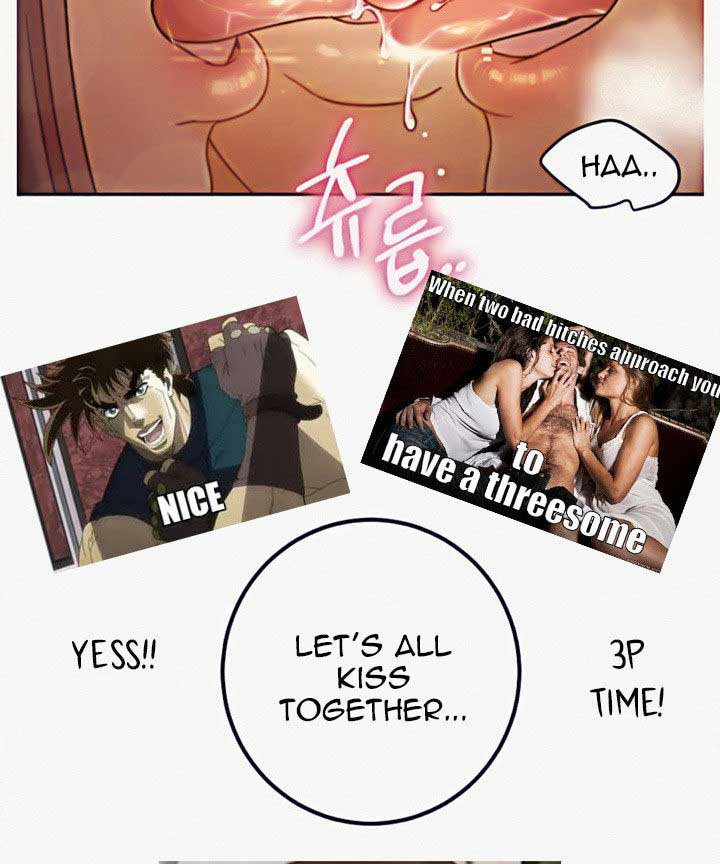 HAA..
츄릅..
When two bad bitches approach you
to
have a threesome
NICE
LET'S ALL
KISS
TOGETHER...
YESS!!
3P
TIME!